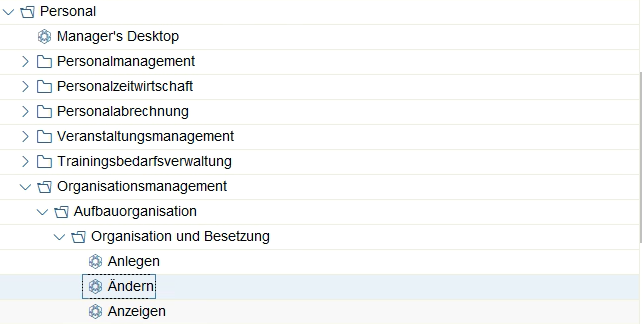 Personal
Manager's Desktop
Personalmanagement
Personalzeitwirtschaft
Personalabrechnung
Veranstaltungsmanagement
Trainingsbedarfsverwaltung
Organisationsmanagement
Aufbauorganisation
Organisation und Besetzung
Anlegen
Ändern
Anzeigen